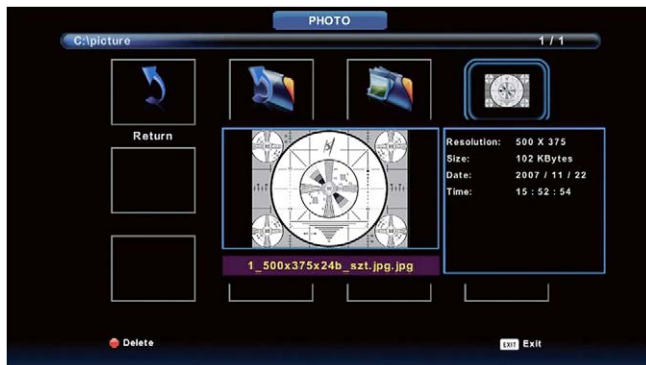 PHOTO
C:\picture 1 / 1
Return
Resolution: 500 X 375
Size: 102 KBytes
Date: 2007 / 11 / 22
Time: 15 : 52 : 54
1_500x375x24b_szt.jpg.jpg
Delete EXIT Exit